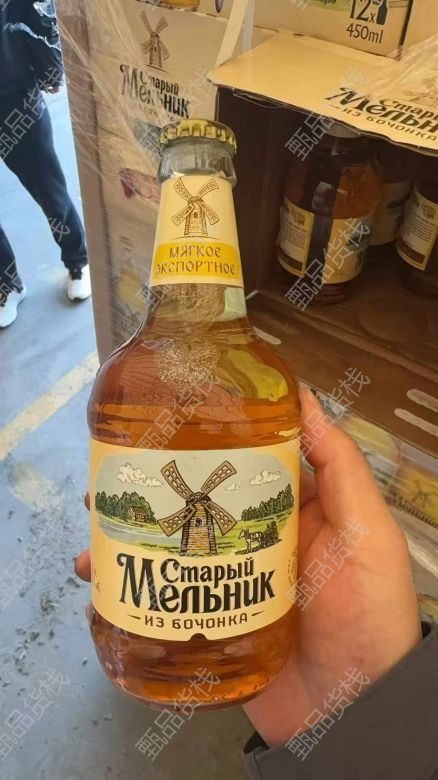 12x
450ml
Старый
Мельник
Старый
Мельник
ИЗ БОЧОНКА
МЯГКОЕ
ЭКСПОРТНОЕ
Старый
Мельник
ИЗ БОЧОНКА
甄品货栈